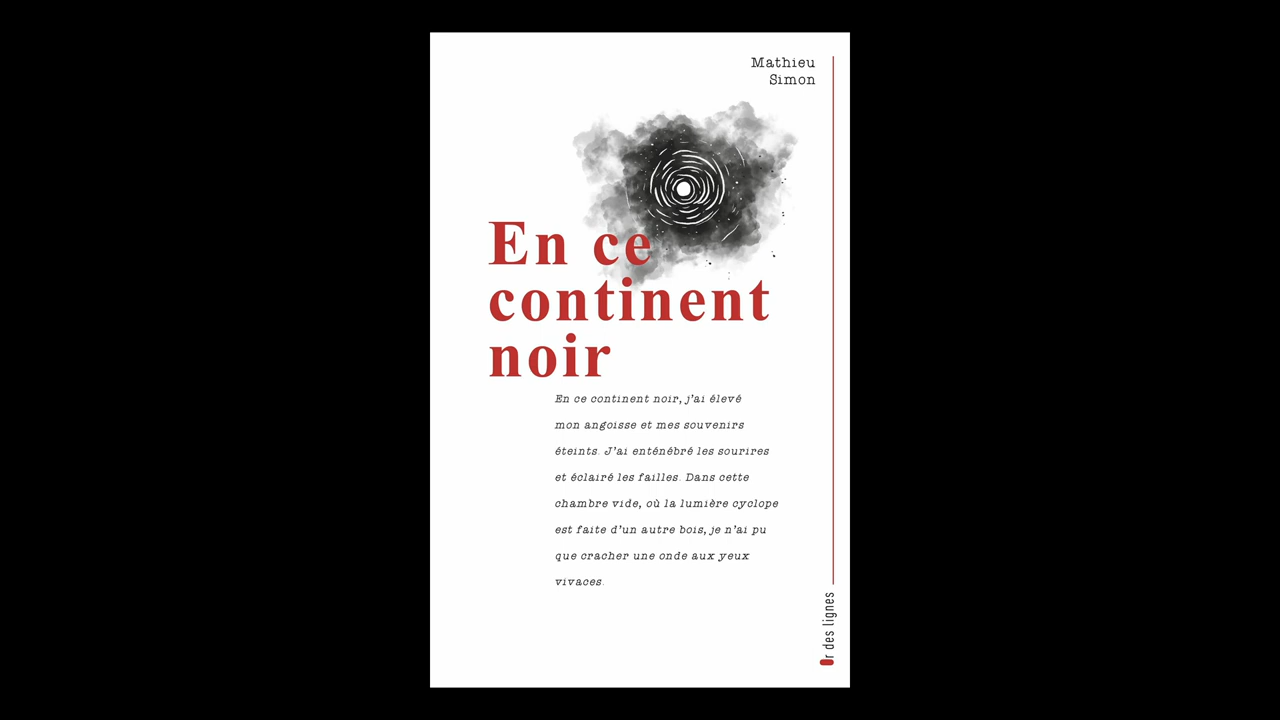 Mathieu
Simon
En ce
continent
noir
En ce continent noir, j'ai élevé
mon angoisse et mes souvenirs
éteints. J'ai enténébré les sourires
et éclairé les failles. Dans cette
chambre vide, où la lumière cyclope
est faite d'un autre bois, je n'ai pu
que cracher une onde aux yeux
vivaces.
Or des lignes